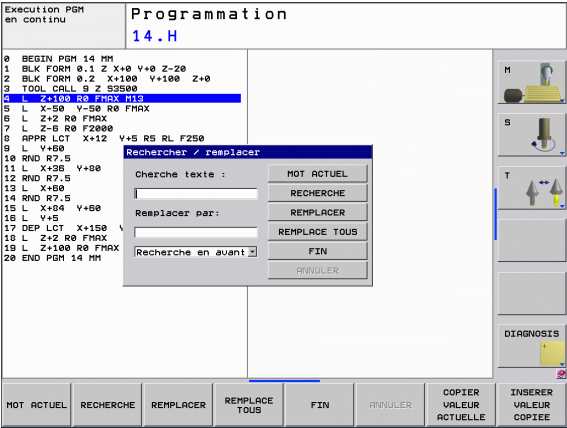 Execution PGM
en continu
Programmation
14.H
0 BEGIN PGM 14 MM
1 BLK FORM 0.1 Z X+0 Y+0 Z-20
2 BLK FORM 0.2 X+100 Y+100 Z+0
3 TOOL CALL 9 Z S3500
4 L Z+100 R0 FMAX M13
5 L X-50 Y-50 R0 FMAX
6 L Z+2 R0 FMAX
7 L Z-6 R0 F2000
8 APPR LCT X+12 Y+5 R5 RL F250
9 L Y+60
10 RND R7.5
11 L X+36 Y+80
12 RND R7.5
13 L X+60
14 RND R7.5
15 L X+84 Y+60
16 L Y+5
17 DEP LCT X+150 Y
18 L Z+2 R0 FMAX
19 L Z+100 R0 FMAX
20 END PGM 14 MM
Rechercher / remplacer
Cherche texte :
Remplacer par:
Recherche en avant
MOT ACTUEL
RECHERCHE
REMPLACER
REMPLACE TOUS
FIN
ANNULER
M
S
T
DIAGNOSIS
MOT ACTUEL
RECHERCHE
REMPLACER
REMPLACE
TOUS
FIN
ANNULER
COPIER
VALEUR
ACTUELLE
INSERER
VALEUR
COPIEE